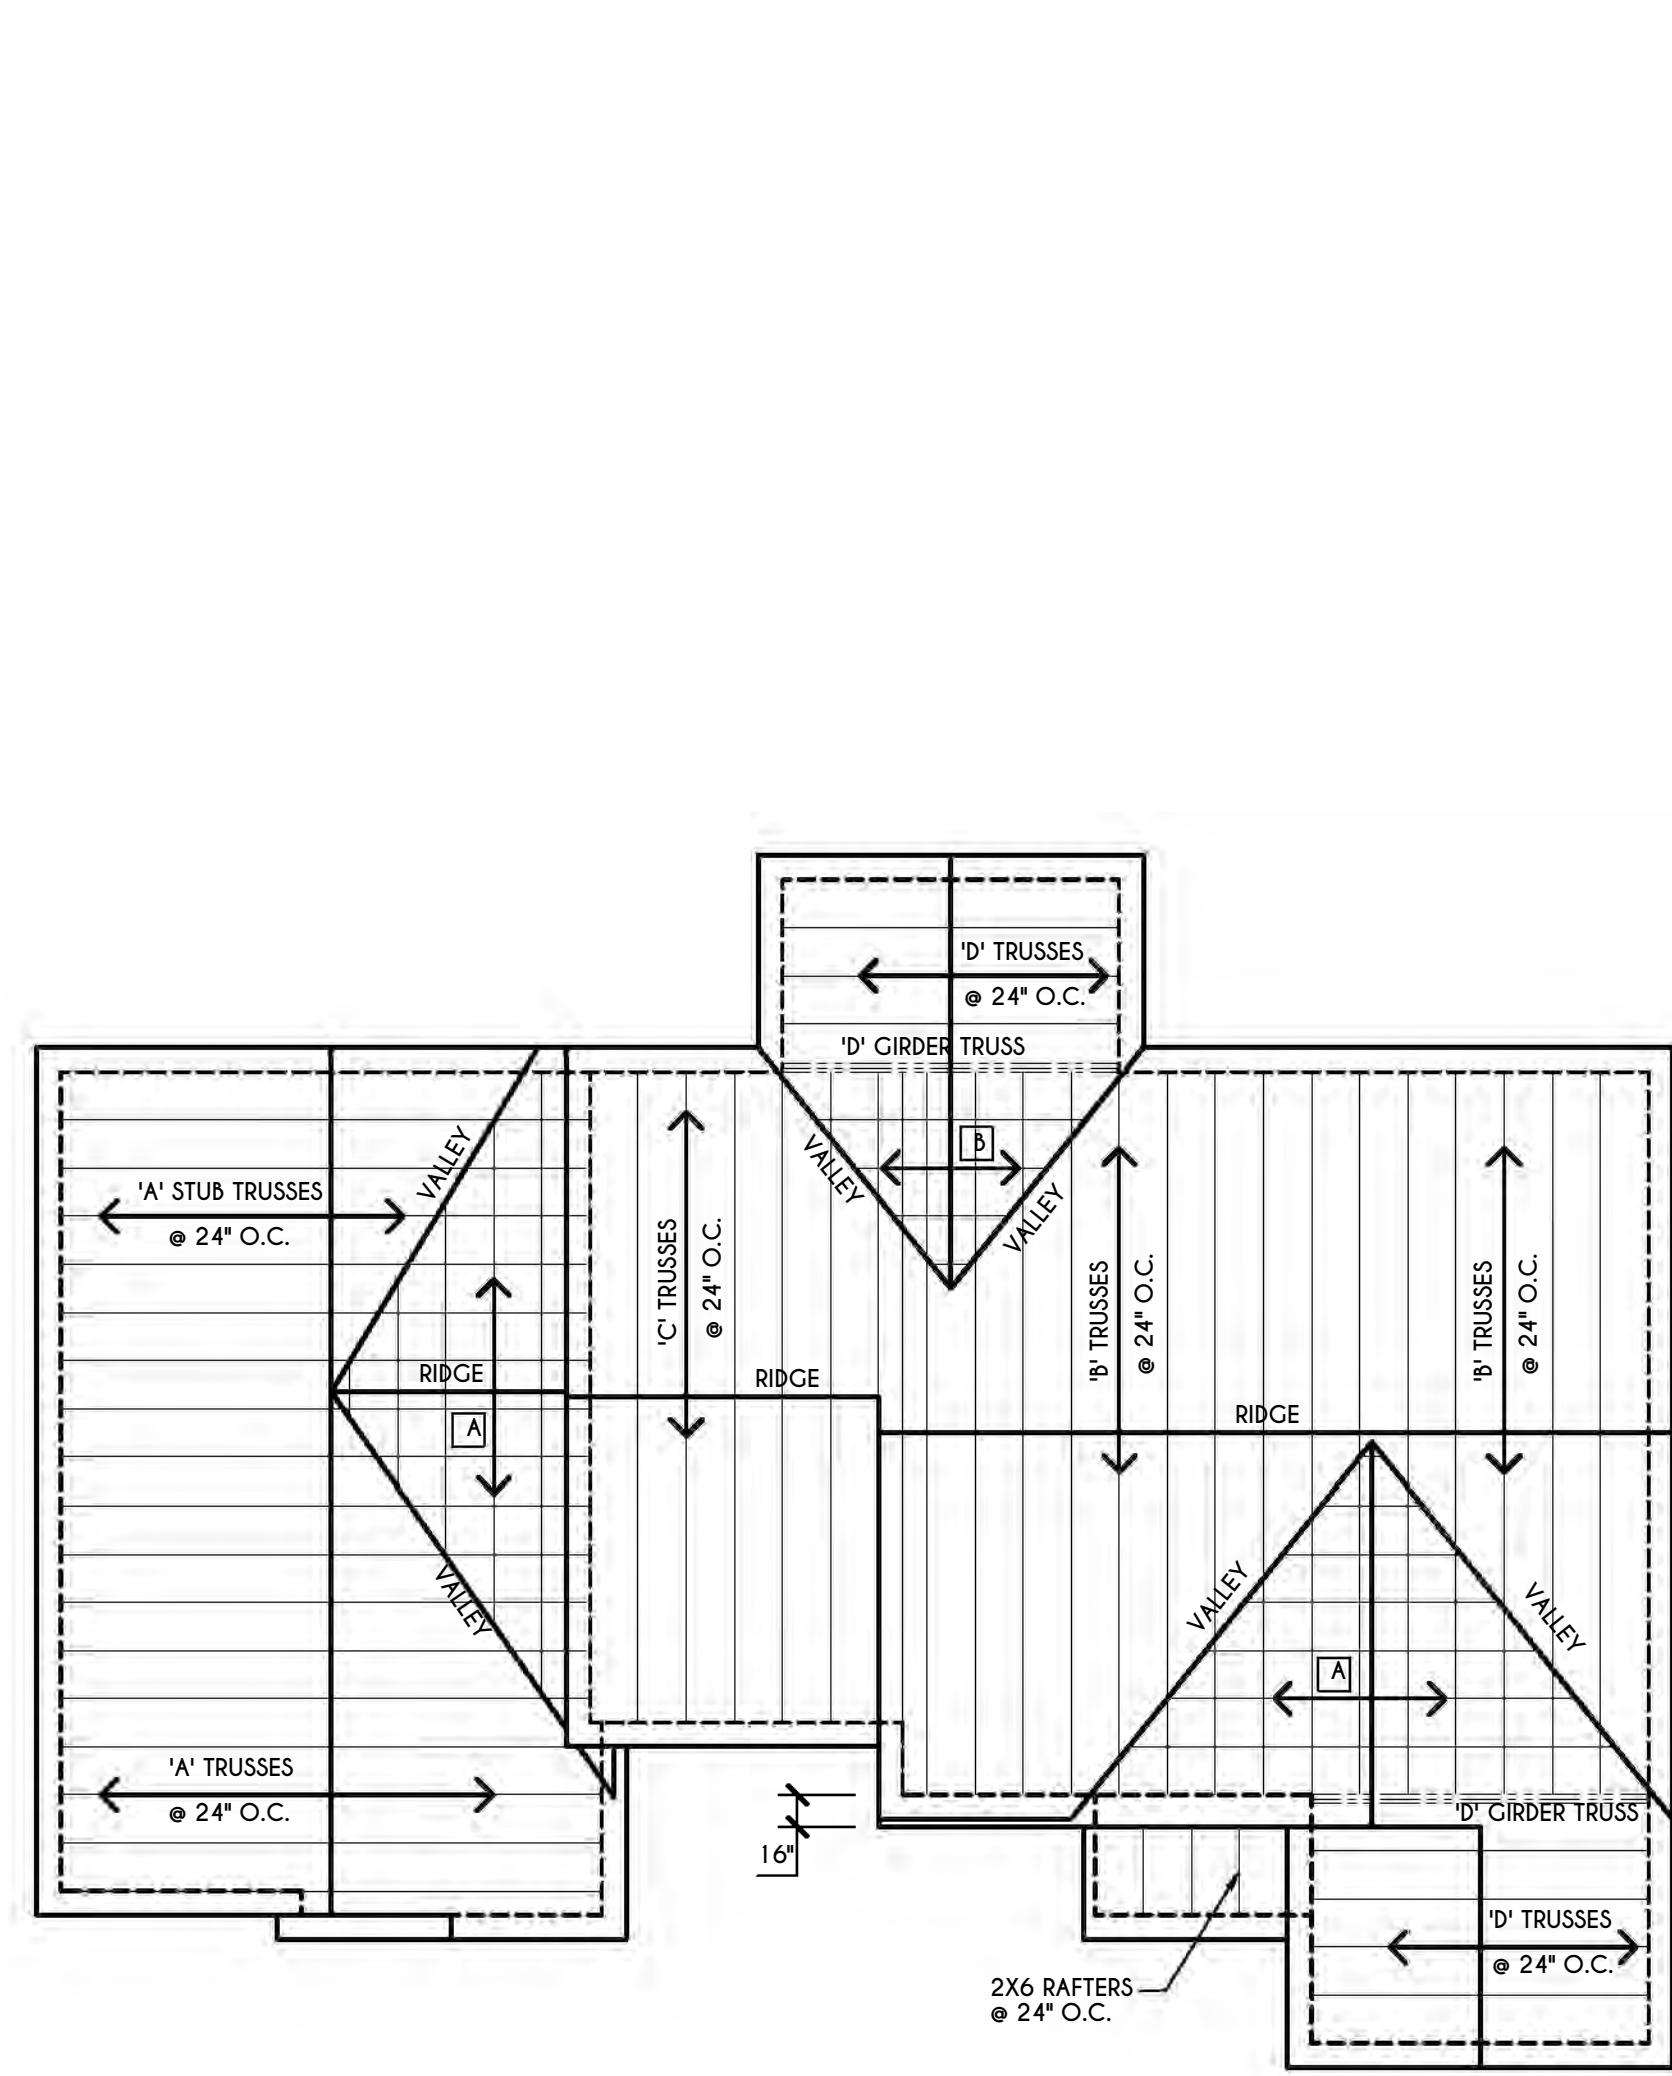 'D' TRUSSES
@ 24" O.C.
'D' GIRDER TRUSS
VALLEY
'A' STUB TRUSSES
@ 24" O.C.
B
VALLEY
VALLEY
'C' TRUSSES
@ 24" O.C.
'B' TRUSSES
@ 24" O.C.
'B' TRUSSES
@ 24" O.C.
RIDGE
RIDGE
RIDGE
A
VALLEY
VALLEY
VALLEY
A
'A' TRUSSES
@ 24" O.C.
16"
'D' GIRDER TRUSS
'D' TRUSSES
@ 24" O.C.
2X6 RAFTERS
@ 24" O.C.